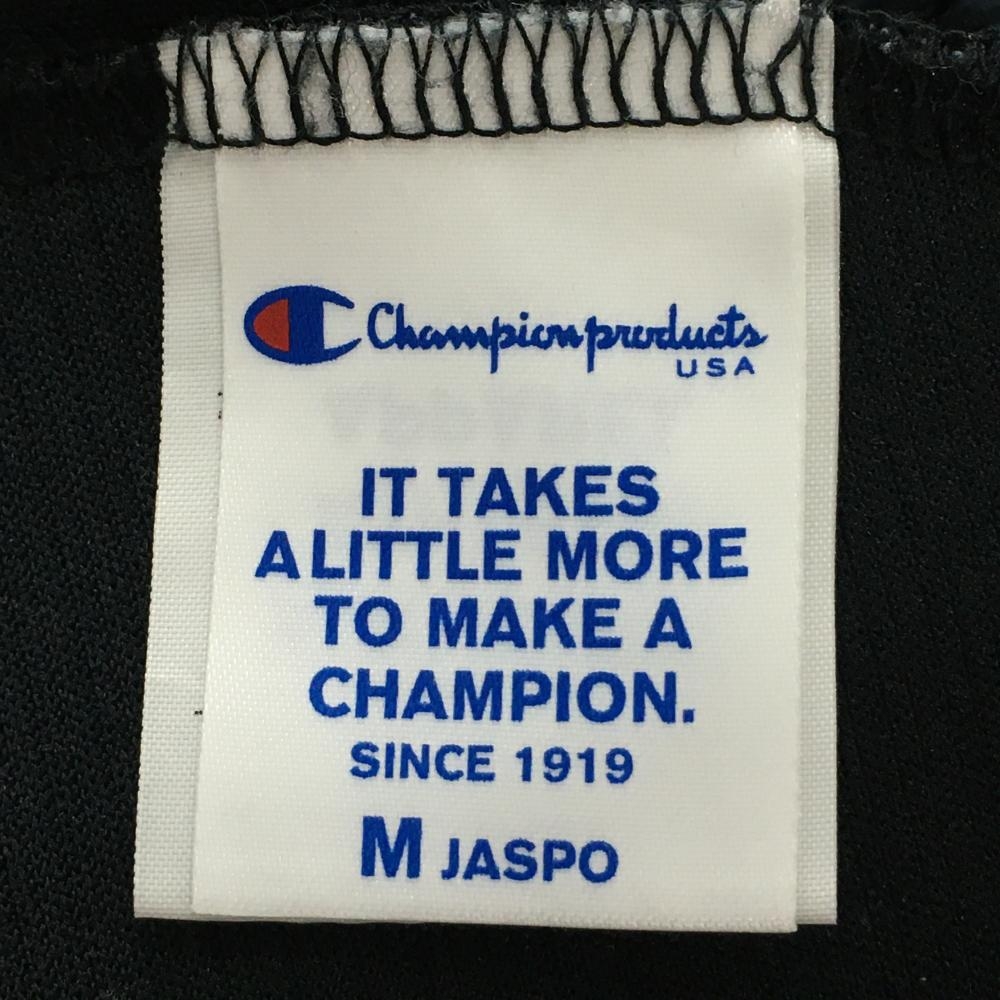 Champion products
USA
IT TAKES
A LITTLE MORE
TO MAKE A
CHAMPION.
SINCE 1919
M JASPO